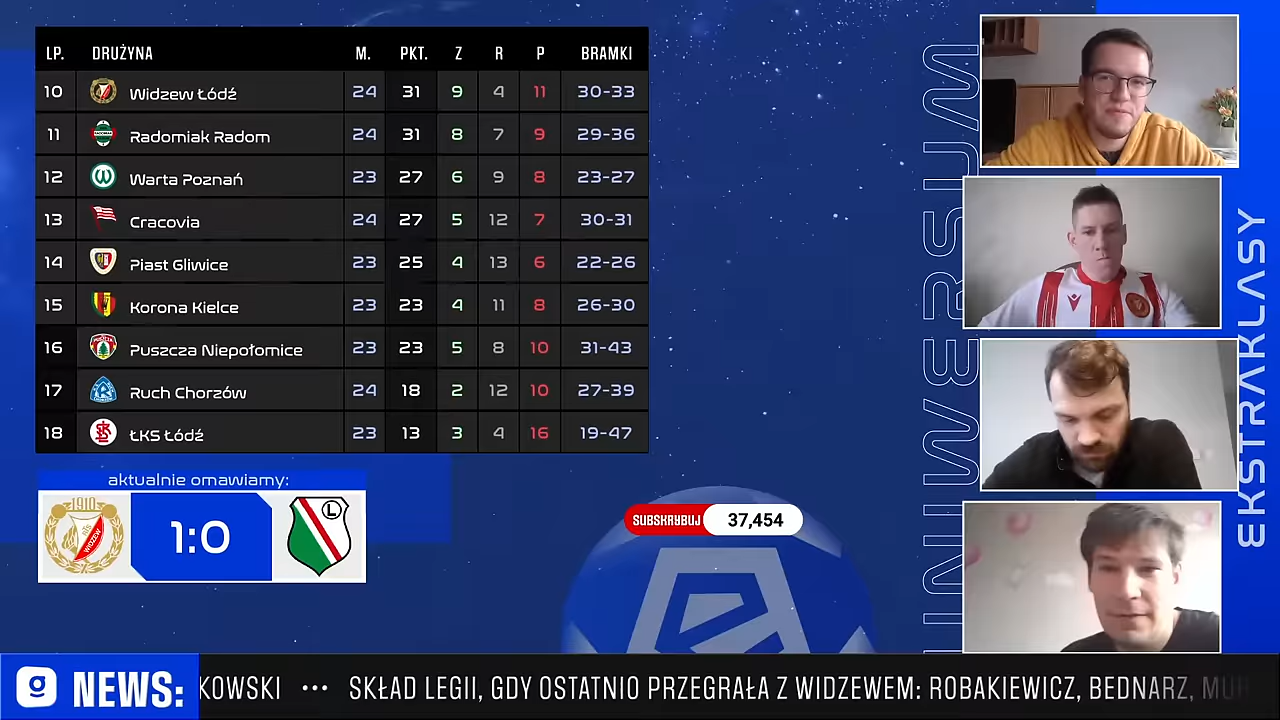 LP. DRUŻYNA M. PKT. Z R P BRAMKI
10 Widzew Łódź 24 31 9 4 11 30-33
11 Radomiak Radom 24 31 8 7 9 29-36
12 Warta Poznań 23 27 6 9 8 23-27
13 Cracovia 24 27 5 12 7 30-31
14 Piast Gliwice 23 25 4 13 6 22-26
15 Korona Kielce 23 23 4 11 8 26-30
16 Puszcza Niepołomice 23 23 5 8 10 31-43
17 Ruch Chorzów 24 18 2 12 10 27-39
18 ŁKS Łódź 23 13 3 4 16 19-47
aktualnie omawiamy:
1910
WIDZEW
1:0
L
SUBSKRYBUJ 37,454
UNIWERSUM
EKSTRAKLASY
g NEWS: KOWSKI ••• SKŁAD LEGII, GDY OSTATNIO PRZEGRAŁA Z WIDZEWEM: ROBAKIEWICZ, BEDNARZ,